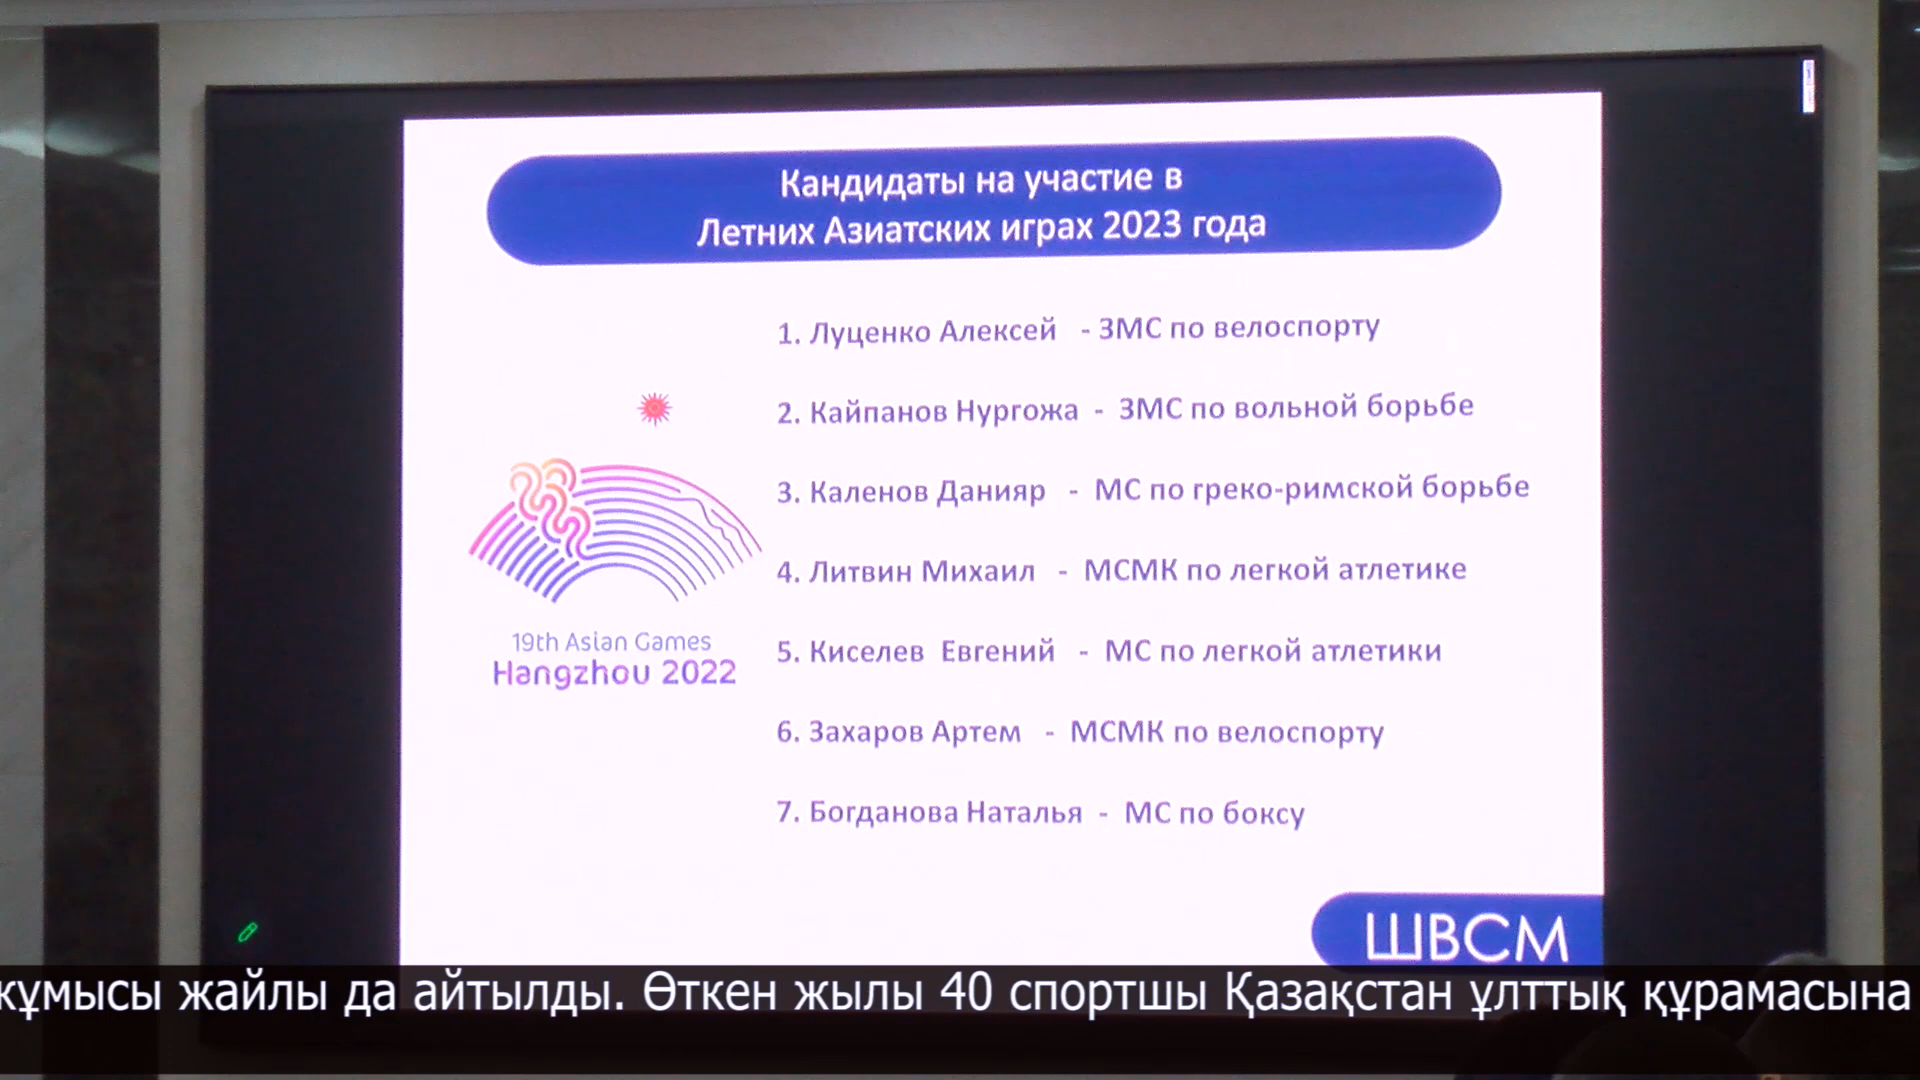 Кандидаты на участие в
Летних Азиатских играх 2023 года
1. Луценко Алексей - ЗМС по велоспорту
2. Кайпанов Нургожа - ЗМС по вольной борьбе
3. Каленов Данияр - МС по греко-римской борьбе
4. Литвин Михаил - МСМК по легкой атлетике
5. Киселев Евгений - МС по легкой атлетики
6. Захаров Артем - МСМК по велоспорту
7. Богданова Наталья - МС по боксу
19th Asian Games
Hangzhou 2022
ШВСМ
жайлы да айтылды. Өткен жылы 40 спортшы Қазақстан ұлттық құрамасына